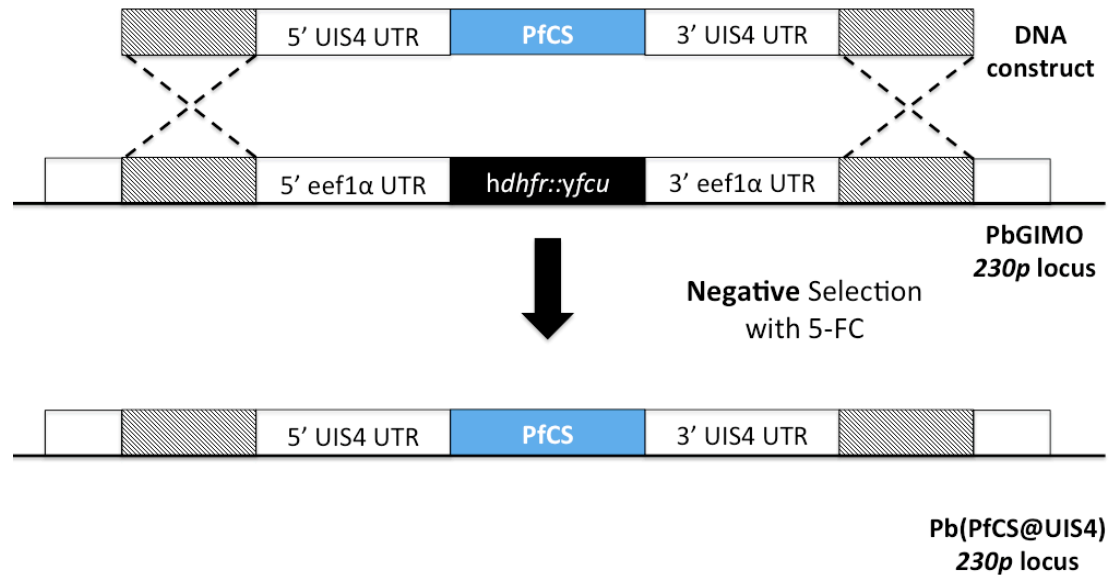 5’ UIS4 UTR PfCS 3’ UIS4 UTR
DNA
construct
5’ eef1α UTR hdhfr::yfcu 3’ eef1α UTR
PbGIMO
230p locus
Negative Selection
with 5-FC
5’ UIS4 UTR PfCS 3’ UIS4 UTR
Pb(PfCS@UIS4)
230p locus